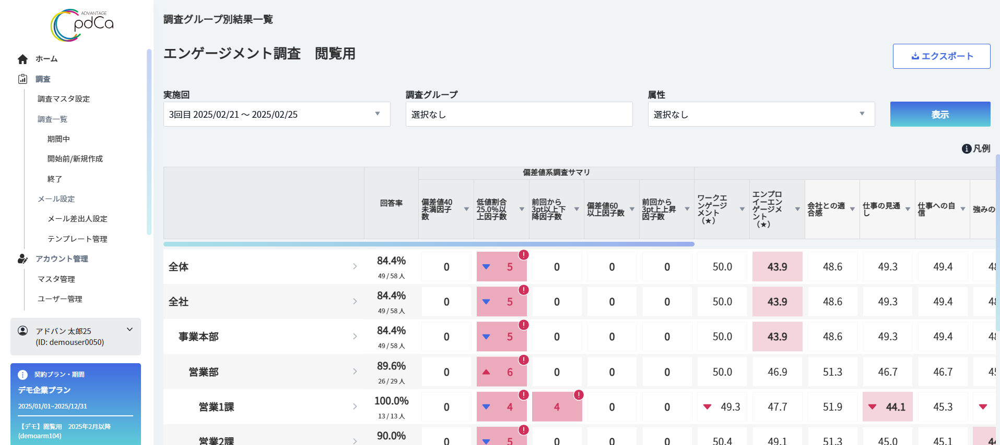 ADVANTAGE
pdCa
ホーム
調査
調査マスタ設定
調査一覧
期間中
開始前/新規作成
終了
メール設定
メール差出人設定
テンプレート管理
アカウント管理
マスタ管理
ユーザー管理
アドバン 太郎25
(ID: demouser0050)
契約プラン・期間
デモ企業プラン
2025/01/01~2025/12/31
【デモ】閲覧用　2025年2月以降
(demoarm104)
調査グループ別結果一覧
エンゲージメント調査　閲覧用
エクスポート
実施回
3回目 2025/02/21 ～ 2025/02/25
調査グループ
選択なし
属性
選択なし
表示
凡例
偏差値系調査サマリ
回答率
偏差値40
未満因子
数
低値割合
25.0%以
上因子数
前回から
3pt以上下
降因子数
偏差値60
以上因子数
前回から
3pt上上昇
因子数
ワークエ
ンゲージ
メント
（★）
エンプロ
イーエン
ゲージメ
ント
（★）
会社との適
合感
仕事の見通
し
仕事への自
信
強みの
全体 84.4% 0 5 0 0 0 50.0 43.9 48.6 49.3 49.4
49 / 58 人
全社 84.4% 0 5 0 0 0 50.0 43.9 48.6 49.3 49.4
49 / 58 人
事業本部 84.4% 0 5 0 0 0 50.0 43.9 48.6 49.3 49.4
49 / 58 人
営業部 89.6% 0 6 0 0 0 50.0 46.9 51.3 46.7 46.7
26 / 29 人
営業1課 100.0% 0 4 4 0 0 49.3 47.7 51.9 44.1 45.3
13 / 13 人
営業2課 90.0% 0 5 0 0 0 50.4 49.1 51.3 45.0 45.1